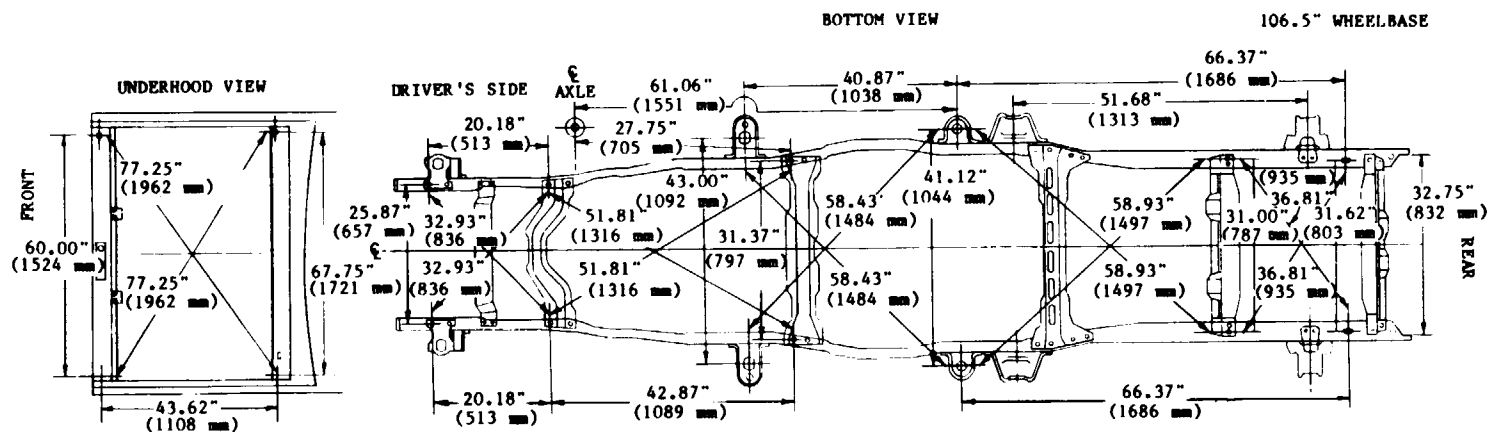 BOTTOM VIEW
106.5" WHEELBASE
UNDERHOOD VIEW
DRIVER'S SIDE
℄
AXLE
61.06"
(1551 mm)
40.87"
(1038 mm)
66.37"
(1686 mm)
51.68"
(1313 mm)
20.18"
(513 mm)
27.75"
(705 mm)
FRONT
77.25"
(1962 mm)
60.00"
(1524 mm)
77.25"
(1962 mm)
67.75"
(1721 mm)
43.62"
(1108 mm)
25.87"
(657 mm)
℄
32.93"
(836 mm)
32.93"
(836 mm)
51.81"
(1316 mm)
51.81"
(1316 mm)
43.00"
(1092 mm)
31.37"
(797 mm)
58.43"
(1484 mm)
58.43"
(1484 mm)
41.12"
(1044 mm)
58.93"
(1497 mm)
58.93"
(1497 mm)
(935 mm)
36.81"
31.00"
(787 mm)
31.62"
(803 mm)
36.81"
(935 mm)
32.75"
(832 mm)
REAR
20.18"
(513 mm)
42.87"
(1089 mm)
66.37"
(1686 mm)